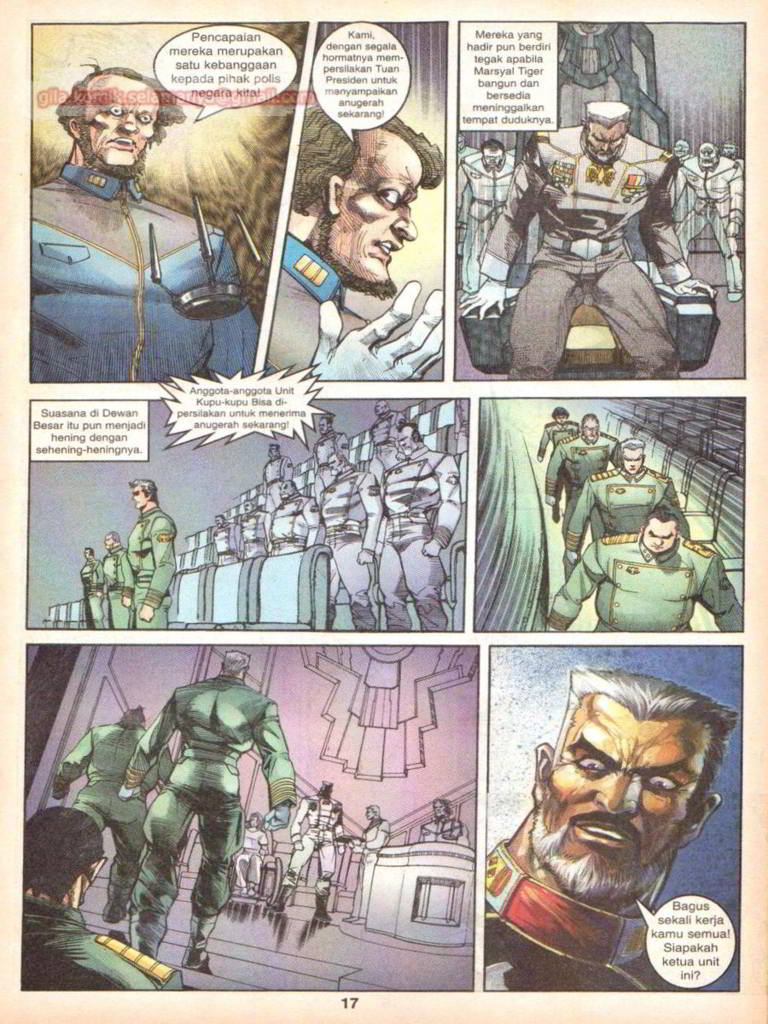 Pencapaian
mereka merupakan
satu kebanggaan
kepada pihak polis
negara kita!
Kami,
dengan segala
hormatnya mem-
persilakan Tuan
Presiden untuk
menyampaikan
anugerah
sekarang!
Mereka yang
hadir pun berdiri
tegak apabila
Marsyal Tiger
bangun dan
bersedia
meninggalkan
tempat duduknya.
Suasana di Dewan
Besar itu pun menjadi
hening dengan
sehening-heningnya.
Anggota-anggota Unit
Kupu-kupu Bisa di-
persilakan untuk menerima
anugerah sekarang!
Bagus
sekali kerja
kamu semua!
Siapakah
ketua unit
ini?
17